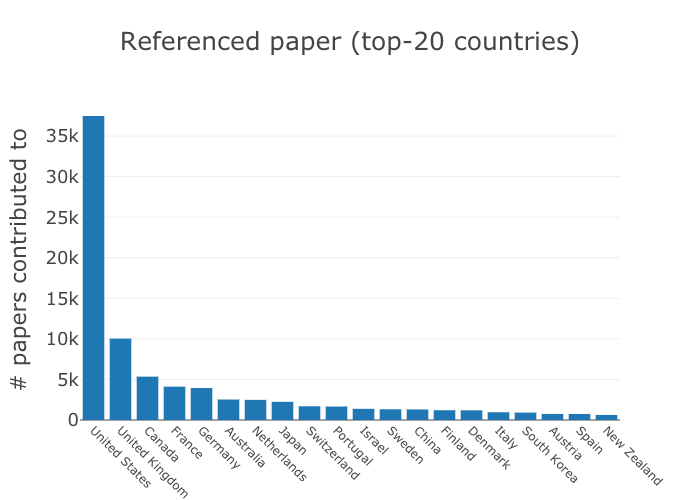 Referenced paper (top-20 countries)
# papers contributed to
35k
30k
25k
20k
15k
10k
5k
0
United States
United Kingdom
Canada
France
Germany
Australia
Netherlands
Japan
Switzerland
Portugal
Israel
Sweden
China
Finland
Denmark
Italy
South Korea
Austria
Spain
New Zealand